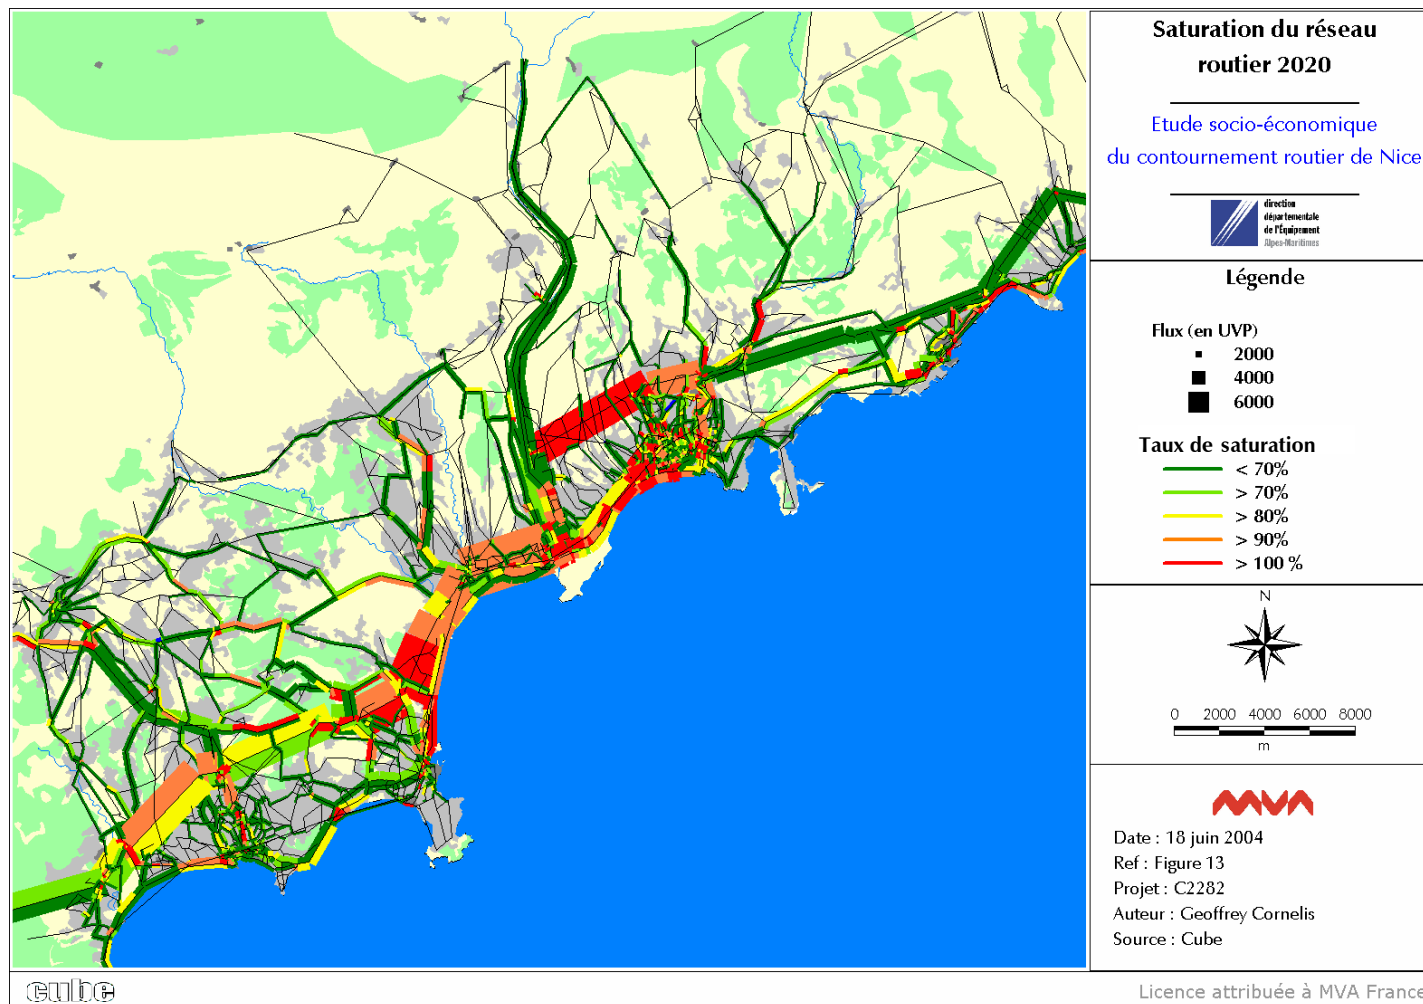 Saturation du réseau
routier 2020
Etude socio-économique
du contournement routier de Nice
direction
départementale
de l'Équipement
Alpes-Maritimes
Légende
Flux (en UVP)
2000
4000
6000
Taux de saturation
< 70%
> 70%
> 80%
> 90%
> 100 %
N
0 2000 4000 6000 8000
m
MVA
Date : 18 juin 2004
Ref : Figure 13
Projet : C2282
Auteur : Geoffrey Cornelis
Source : Cube
cube
Licence attribuée à MVA France